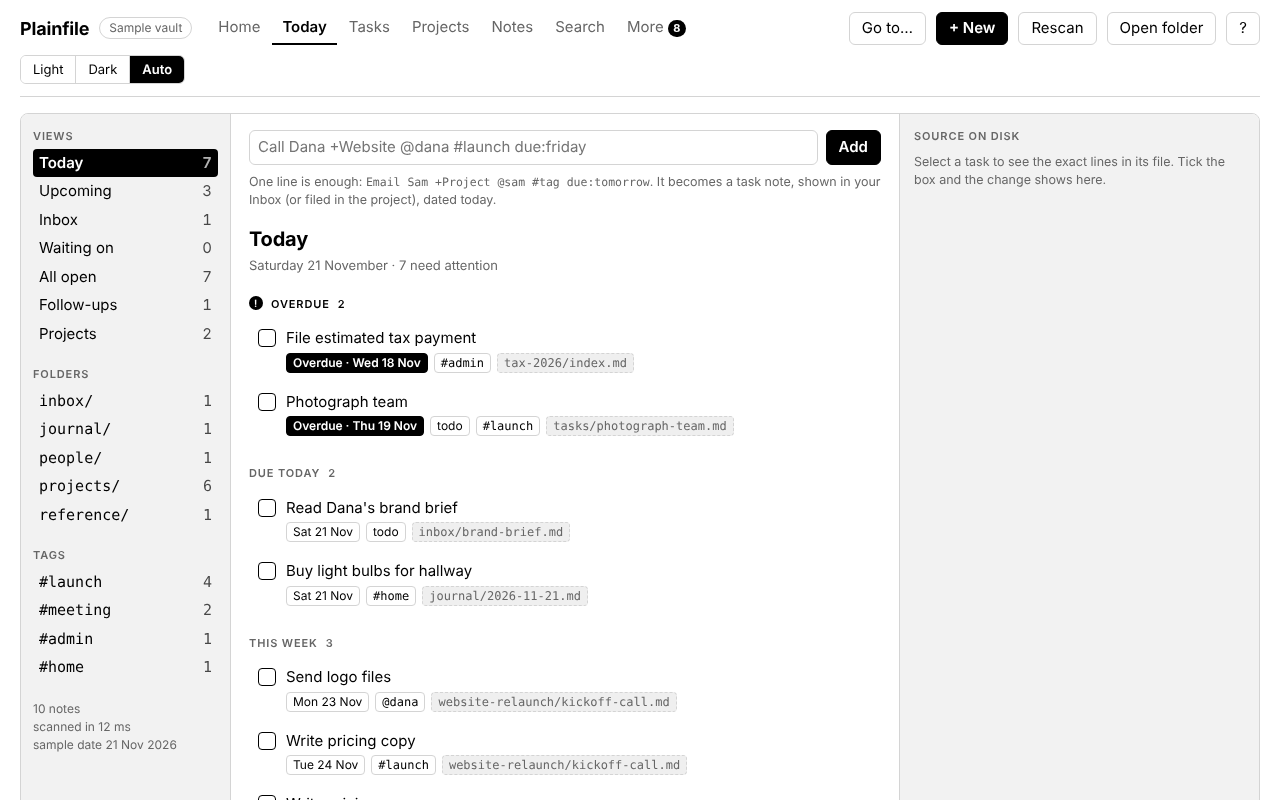 Plainfile Sample vault Home Today Tasks Projects Notes Search More 8 Go to... + New Rescan Open folder ?
Light Dark Auto
VIEWS
Today 7
Upcoming 3
Inbox 1
Waiting on 0
All open 7
Follow-ups 1
Projects 2
FOLDERS
inbox/ 1
journal/ 1
people/ 1
projects/ 6
reference/ 1
TAGS
#launch 4
#meeting 2
#admin 1
#home 1
10 notes
scanned in 12 ms
sample date 21 Nov 2026
Call Dana +Website @dana #launch due:friday Add
One line is enough: Email Sam +Project @sam #tag due:tomorrow. It becomes a task note, shown in your
Inbox (or filed in the project), dated today.
Today
Saturday 21 November · 7 need attention
! OVERDUE 2
File estimated tax payment
Overdue · Wed 18 Nov #admin tax-2026/index.md
Photograph team
Overdue · Thu 19 Nov todo #launch tasks/photograph-team.md
DUE TODAY 2
Read Dana's brand brief
Sat 21 Nov todo inbox/brand-brief.md
Buy light bulbs for hallway
Sat 21 Nov #home journal/2026-11-21.md
THIS WEEK 3
Send logo files
Mon 23 Nov @dana website-relaunch/kickoff-call.md
Write pricing copy
Tue 24 Nov #launch website-relaunch/kickoff-call.md
SOURCE ON DISK
Select a task to see the exact lines in its file. Tick the
box and the change shows here.